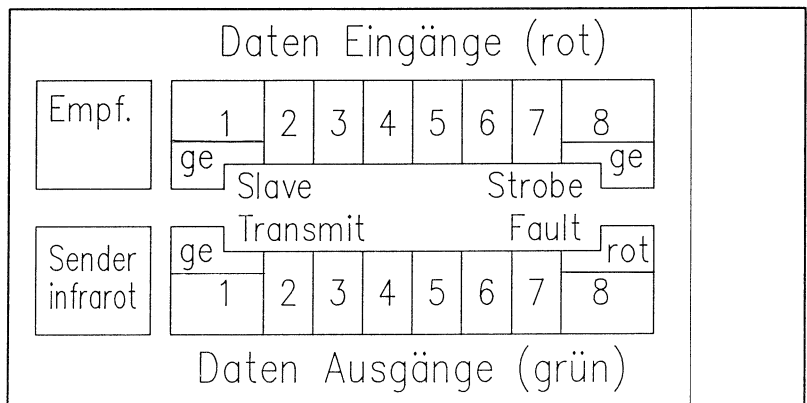 Daten Eingänge (rot)
Empf.
1 2 3 4 5 6 7 8
ge ge
Slave Strobe
Transmit Fault
ge rot
Sender
infrarot
1 2 3 4 5 6 7 8
Daten Ausgänge (grün)